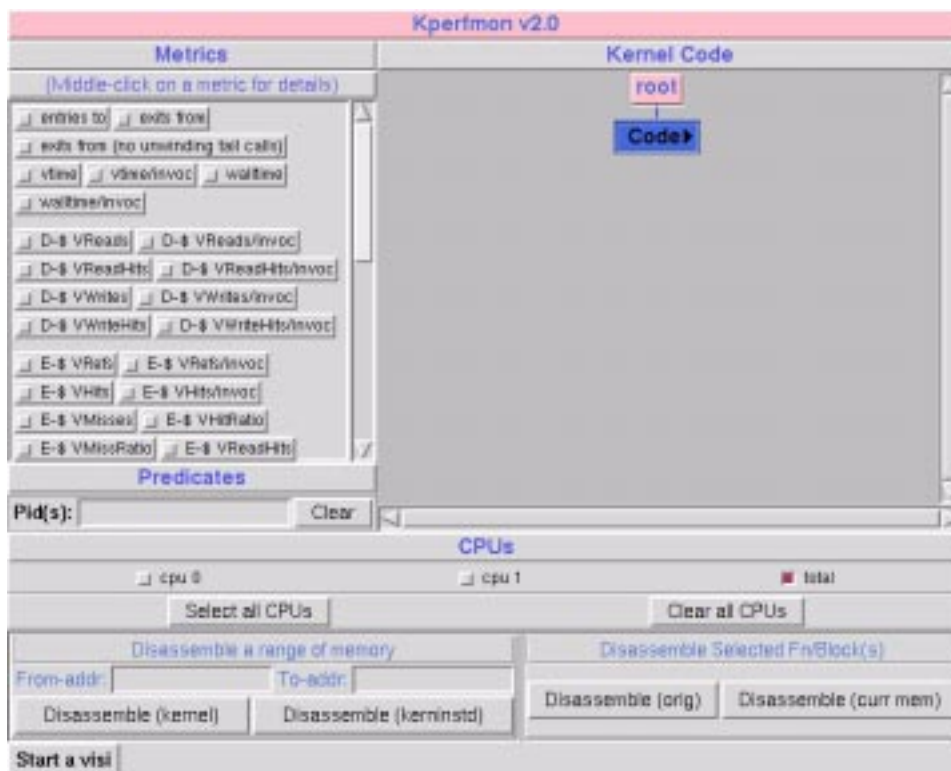 Kperfmon v2.0
Metrics
Kernel Code
(Middle-click on a metric for details)
root
Code
entries to exits from
exits from (no unwinding tail calls)
vtime vtime/invoc walltime
walltime/invoc
D-$ VReads D-$ VReads/invoc
D-$ VReadHits D-$ VReadHits/invoc
D-$ VWrites D-$ VWrites/invoc
D-$ VWriteHits D-$ VWriteHits/invoc
E-$ VRefs E-$ VRefs/invoc
E-$ VHits E-$ VHits/invoc
E-$ VMisses E-$ VHitRatio
E-$ VMissRatio E-$ VReadHits
Predicates
Pid(s): Clear
CPUs
cpu 0 cpu 1 total
Select all CPUs Clear all CPUs
Disassemble a range of memory
Disassemble Selected Fn/Block(s)
From-addr: To-addr:
Disassemble (kernel) Disassemble (kerninstd)
Disassemble (orig) Disassemble (curr mem)
Start a visi